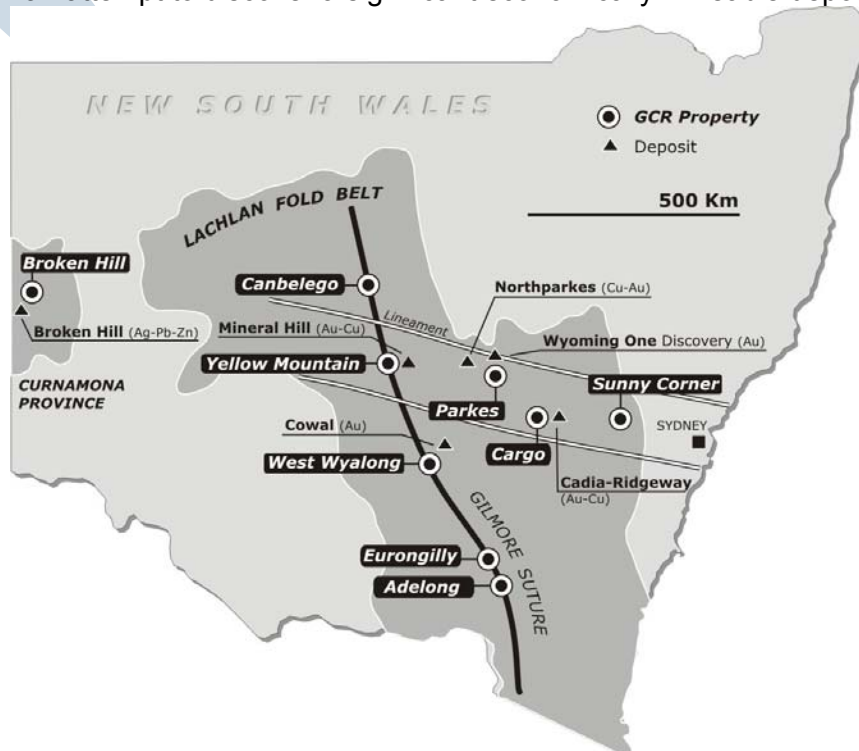 NEW SOUTH WALES
GCR Property
Deposit
500 Km
LACHLAN FOLD BELT
Broken Hill
Canbelego
Northparkes (Cu-Au)
Lineament
Broken Hill (Ag-Pb-Zn)
Mineral Hill (Au-Cu)
Wyoming One Discovery (Au)
Yellow Mountain
Sunny Corner
CURNAMONA
PROVINCE
Parkes
Cowal (Au)
SYDNEY
Cargo
West Wyalong
Cadia-Ridgeway
(Au-Cu)
GILMORE SUTURE
Eurongilly
Adelong